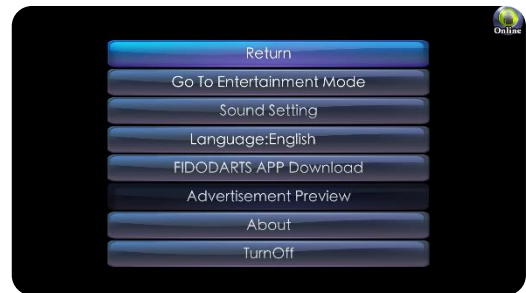 Online
Return
Go To Entertainment Mode
Sound Setting
Language:English
FIDODARTS APP Download
Advertisement Preview
About
TurnOff